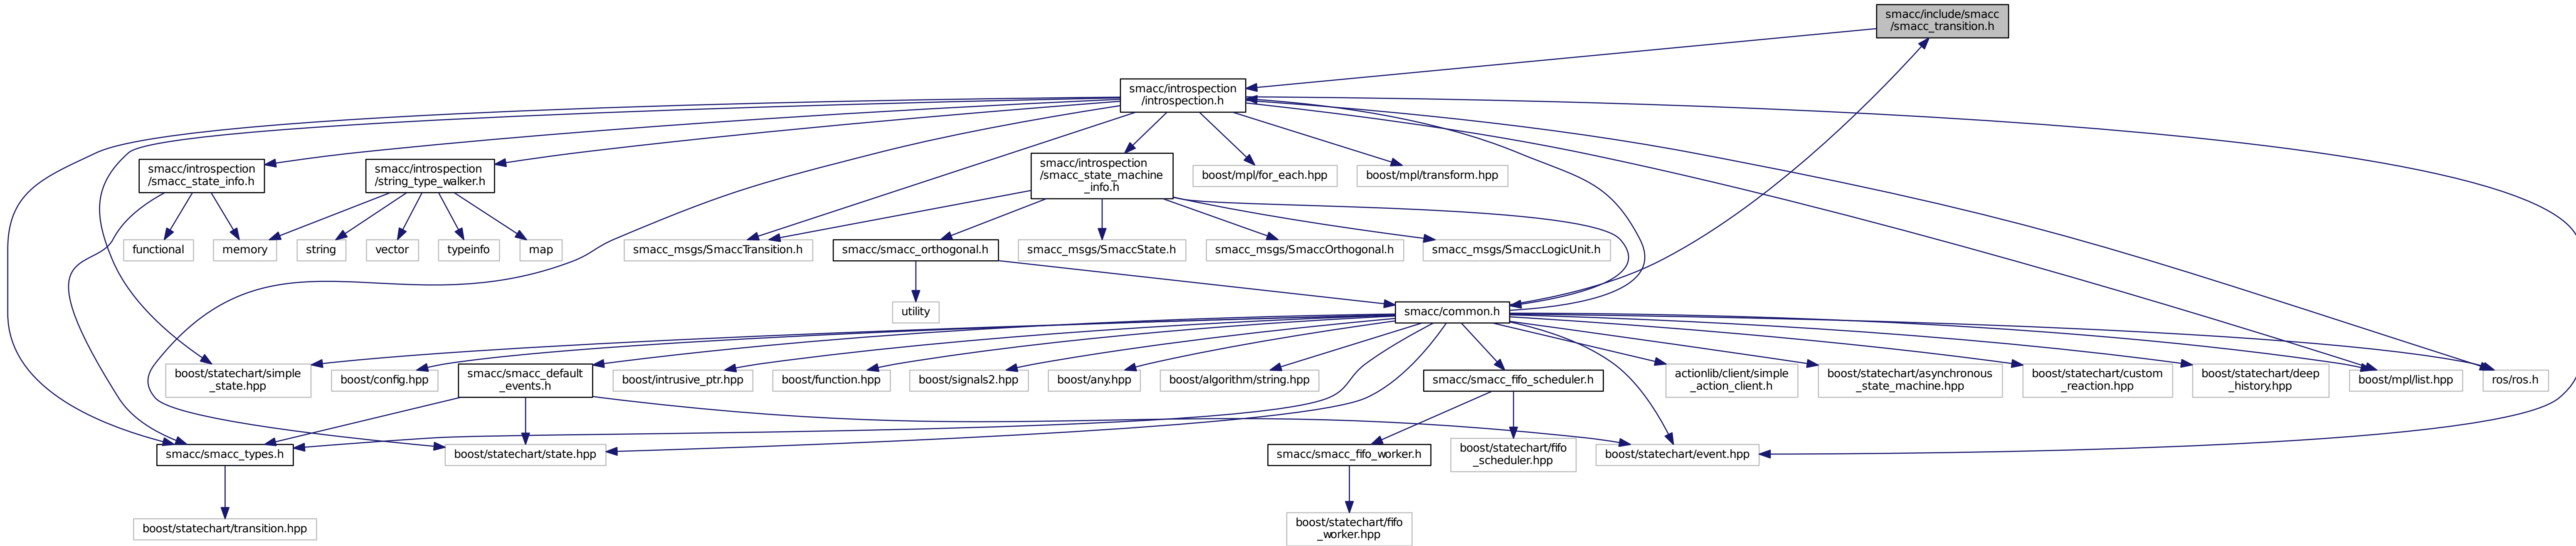 smacc/include/smacc
/smacc_transition.h
smacc/introspection
/introspection.h
smacc/introspection
/smacc_state_info.h
smacc/introspection
/string_type_walker.h
smacc/introspection
/smacc_state_machine
_info.h
boost/mpl/for_each.hpp
boost/mpl/transform.hpp
functional
memory
string
vector
typeinfo
map
smacc_msgs/SmaccTransition.h
smacc/smacc_orthogonal.h
smacc_msgs/SmaccState.h
smacc_msgs/SmaccOrthogonal.h
smacc_msgs/SmaccLogicUnit.h
utility
smacc/common.h
boost/statechart/simple
_state.hpp
boost/config.hpp
smacc/smacc_default
_events.h
boost/intrusive_ptr.hpp
boost/function.hpp
boost/signals2.hpp
boost/any.hpp
boost/algorithm/string.hpp
smacc/smacc_fifo_scheduler.h
actionlib/client/simple
_action_client.h
boost/statechart/asynchronous
_state_machine.hpp
boost/statechart/custom
_reaction.hpp
boost/statechart/deep
_history.hpp
boost/mpl/list.hpp
ros/ros.h
smacc/smacc_types.h
boost/statechart/state.hpp
smacc/smacc_fifo_worker.h
boost/statechart/fifo
_scheduler.hpp
boost/statechart/event.hpp
boost/statechart/transition.hpp
boost/statechart/fifo
_worker.hpp